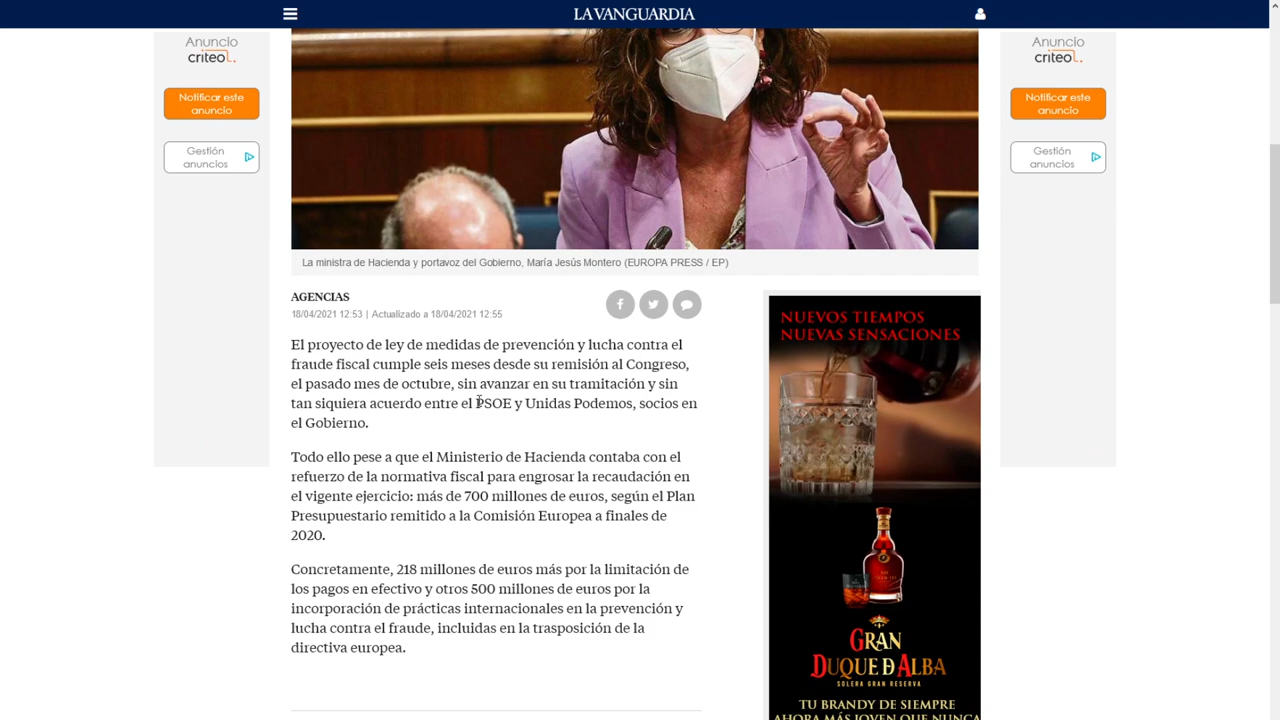 LA VANGUARDIA
Anuncio
criteo
Notificar este
anuncio
Gestión
anuncios
Anuncio
criteo
Notificar este
anuncio
Gestión
anuncios
La ministra de Hacienda y portavoz del Gobierno, María Jesús Montero (EUROPA PRESS / EP)
AGENCIAS
18/04/2021 12:53 | Actualizado a 18/04/2021 12:55
El proyecto de ley de medidas de prevención y lucha contra el
fraude fiscal cumple seis meses desde su remisión al Congreso,
el pasado mes de octubre, sin avanzar en su tramitación y sin
tan siquiera acuerdo entre el PSOE y Unidas Podemos, socios en
el Gobierno.
Todo ello pese a que el Ministerio de Hacienda contaba con el
refuerzo de la normativa fiscal para engrosar la recaudación en
el vigente ejercicio: más de 700 millones de euros, según el Plan
Presupuestario remitido a la Comisión Europea a finales de
2020.
Concretamente, 218 millones de euros más por la limitación de
los pagos en efectivo y otros 500 millones de euros por la
incorporación de prácticas internacionales en la prevención y
lucha contra el fraude, incluidas en la trasposición de la
directiva europea.
NUEVOS TIEMPOS
NUEVAS SENSACIONES
GRAN
DUQUE D ALBA
SOLERA GRAN RESERVA
TU BRANDY DE SIEMPRE
AHORA MÁS JOVEN QUE NUNCA